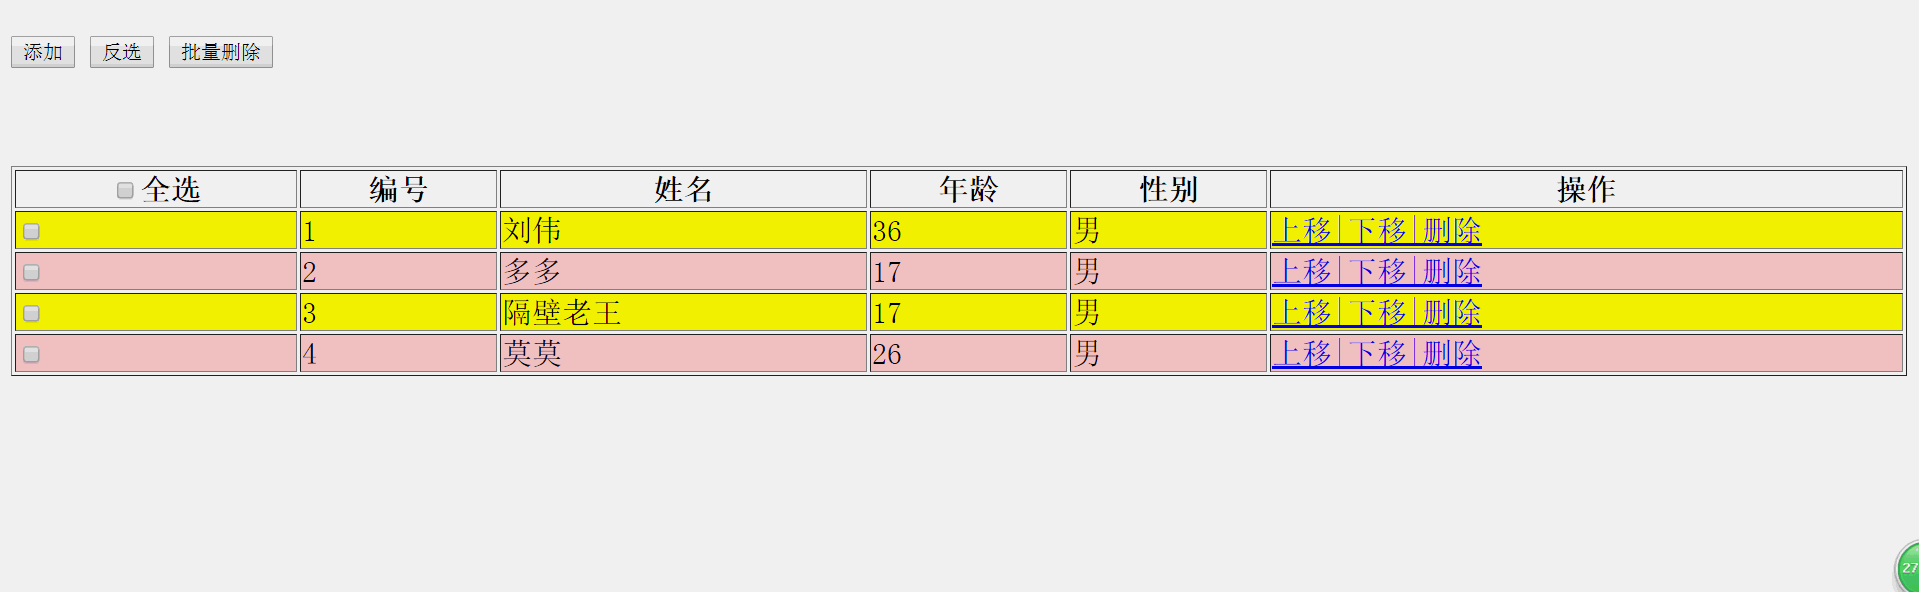 添加 反选 批量删除
全选 编号 姓名 年龄 性别 操作
1 刘伟 36 男 上移| 下移|删除
2 多多 17 男 上移| 下移|删除
3 隔壁老王 17 男 上移| 下移|删除
4 莫莫 26 男 上移| 下移|删除
27